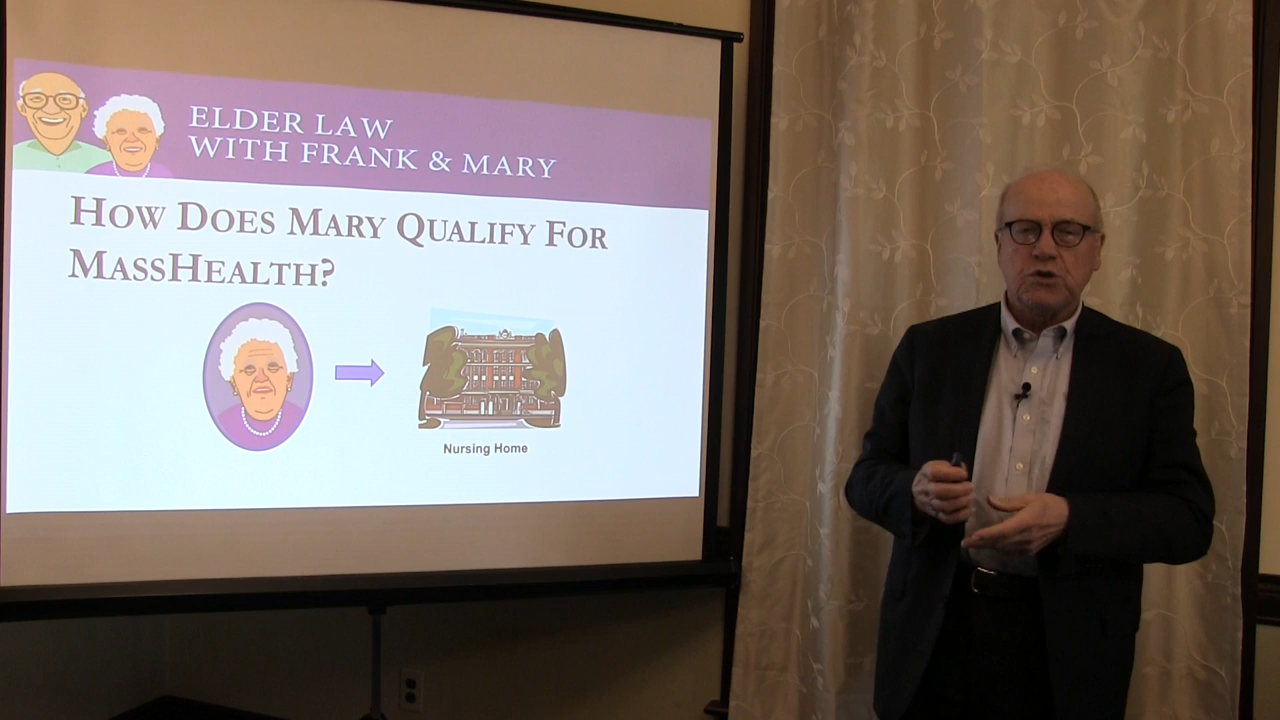 ELDER LAW
WITH FRANK & MARY
HOW DOES MARY QUALIFY FOR
MASSHEALTH?
Nursing Home